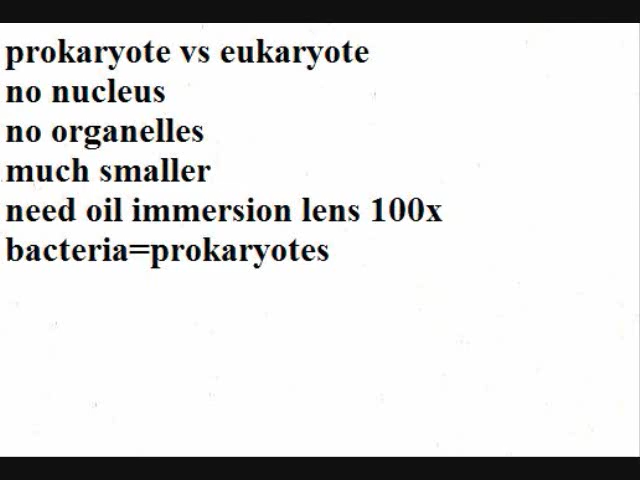 prokaryote vs eukaryote
no nucleus
no organelles
much smaller
need oil immersion lens 100x
bacteria=prokaryotes